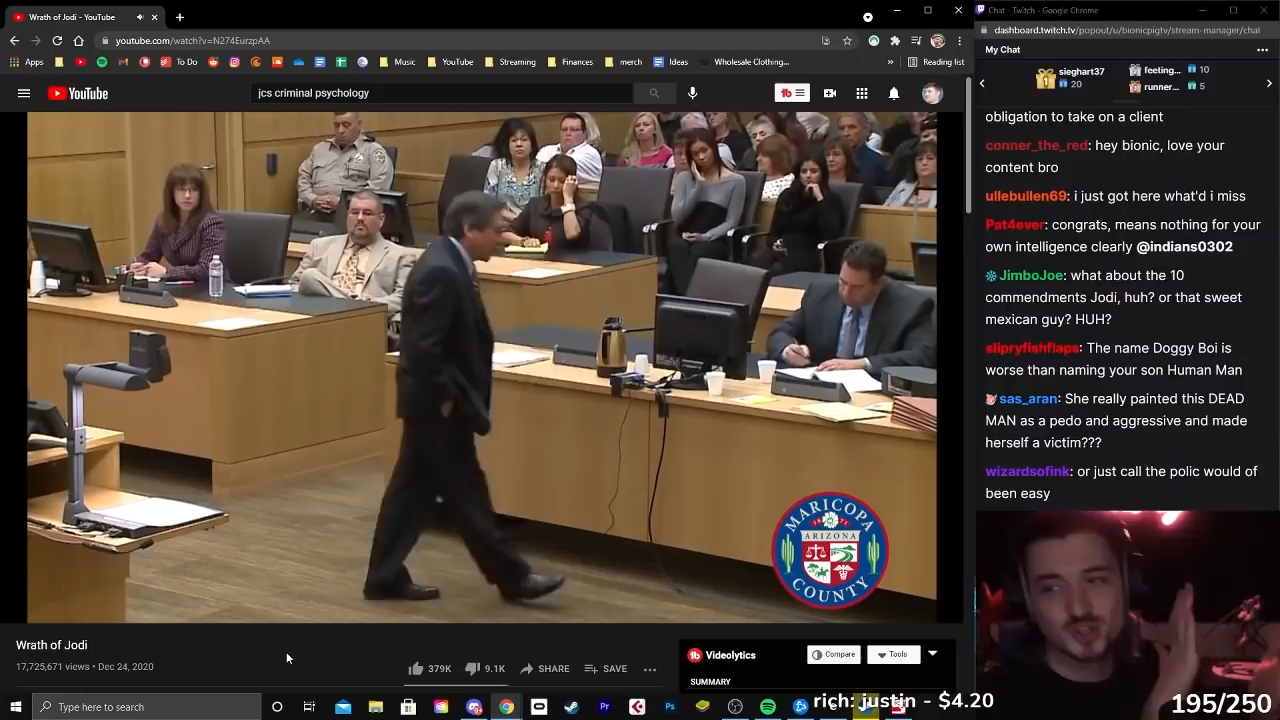 Wrath of Jodi - YouTube
Chat - Twitch - Google Chrome
youtube.com/watch?v=N274EurzpAA
dashboard.twitch.tv/popout/u/bionicpigtv/stream-manager/chat
Apps
To Do
Music
YouTube
Streaming
Finances
merch
Ideas
Wholesale Clothing...
Reading list
My Chat
YouTube
jcs criminal psychology
sieghart37
20
feeting...
10
runner...
5
obligation to take on a client
conner_the_red: hey bionic, love your
content bro
ullebullen69: i just got here what'd i miss
Pat4ever: congrats, means nothing for your
own intelligence clearly @indians0302
JimboJoe: what about the 10
commendments Jodi, huh? or that sweet
mexican guy? HUH?
slipryfishflaps: The name Doggy Boi is
worse than naming your son Human Man
sas_aran: She really painted this DEAD
MAN as a pedo and aggressive and made
herself a victim???
wizardsofink: or just call the polic would of
been easy
MARICOPA
ARIZONA
COUNTY
Wrath of Jodi
17,725,671 views • Dec 24, 2020
379K
9.1K
SHARE
SAVE
Videolytics
Compare
Tools
SUMMARY
Type here to search
rich: justin - $4.20
195/250